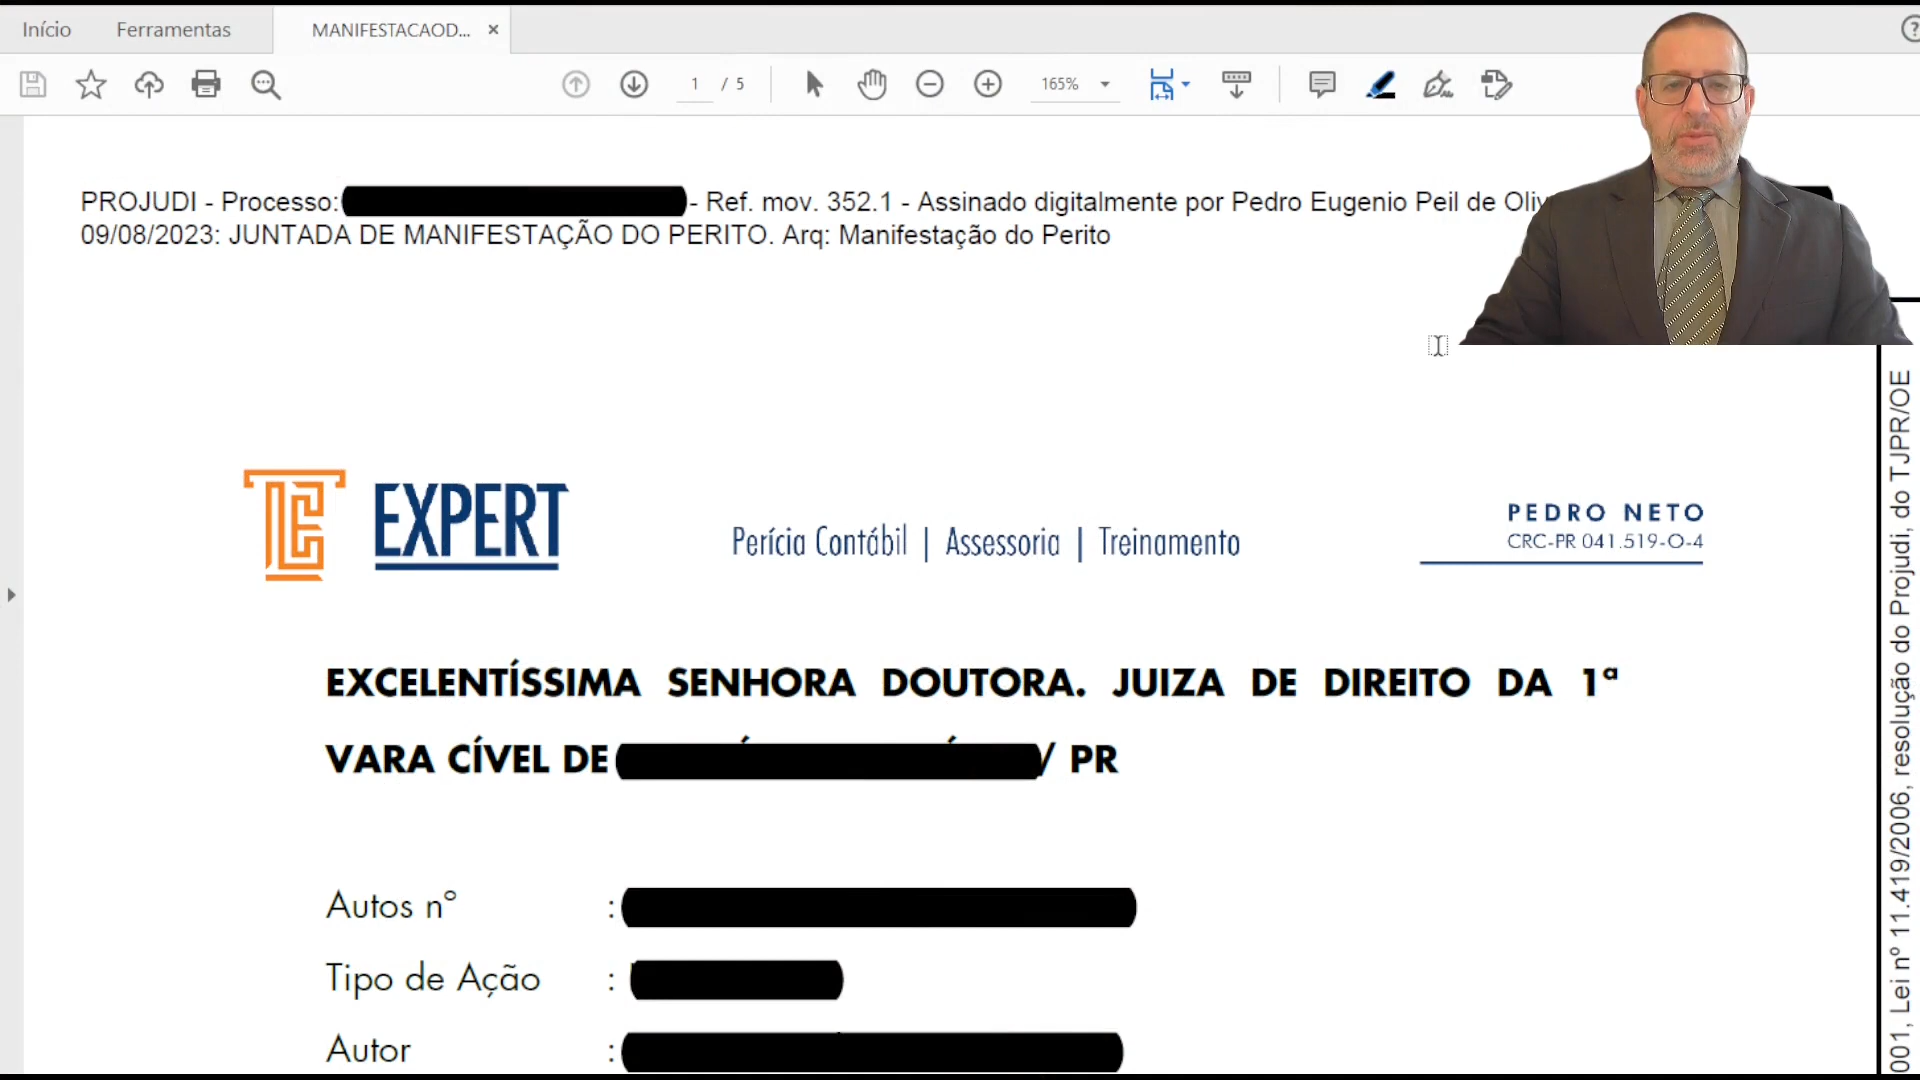 Início Ferramentas MANIFESTACAOD... ×
1 / 5 165%
PROJUDI - Processo: - Ref. mov. 352.1 - Assinado digitalmente por Pedro Eugenio Peil de
09/08/2023: JUNTADA DE MANIFESTAÇÃO DO PERITO. Arq: Manifestação do Perito
EXPERT
Perícia Contábil | Assessoria | Treinamento
PEDRO NETO
CRC-PR 041.519-O-4
EXCELENTÍSSIMA SENHORA DOUTORA. JUIZA DE DIREITO DA 1ª
VARA CÍVEL DE / PR
Autos nº :
Tipo de Ação :
Autor :
001, Lei nº 11.419/2006, resolução do Projudi, do TJPR/OE